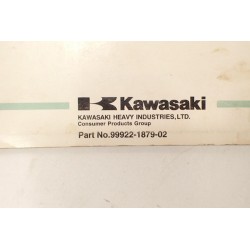 Kawasaki
KAWASAKI HEAVY INDUSTRIES,LTD.
Consumer Products Group
Part No.99922-1879-02